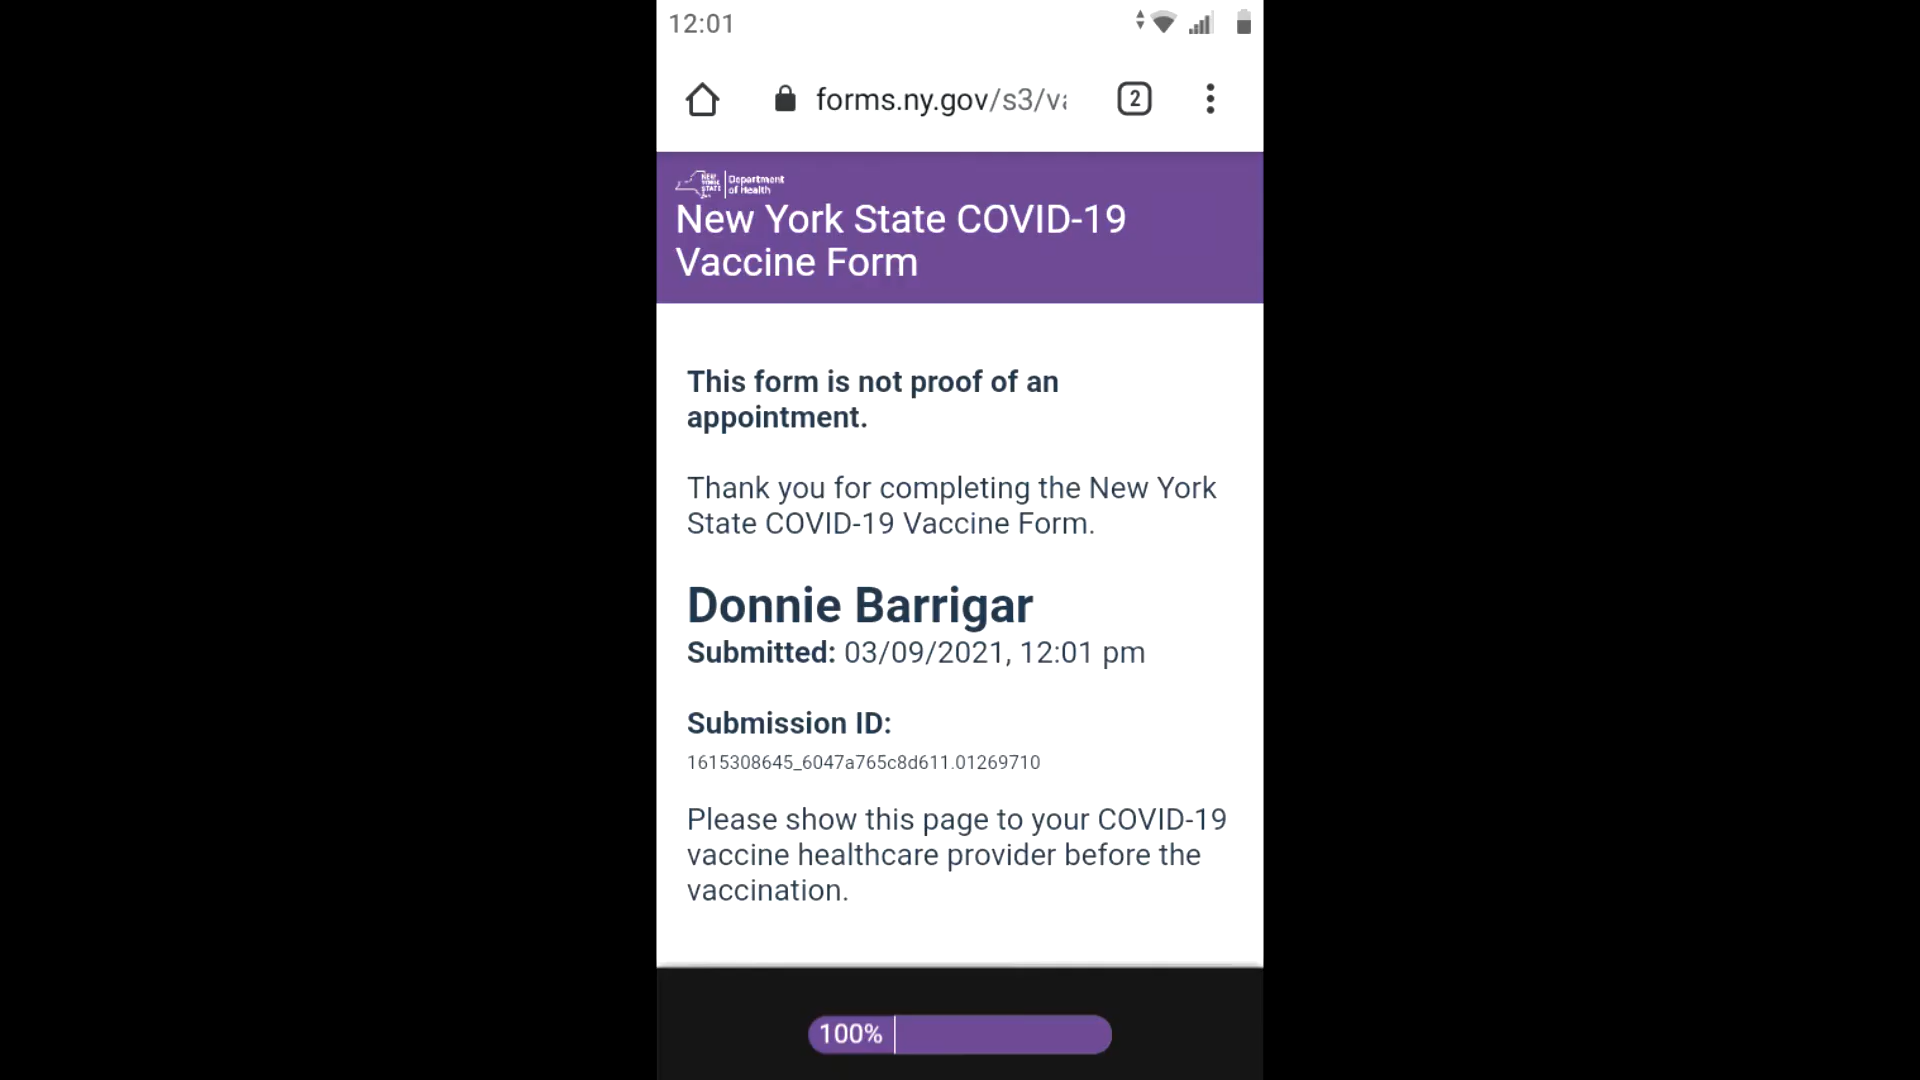 12:01
forms.ny.gov/s3/va
2
NEW
YORK
STATE
Department
of Health
New York State COVID-19
Vaccine Form
This form is not proof of an
appointment.
Thank you for completing the New York
State COVID-19 Vaccine Form.
Donnie Barrigar
Submitted: 03/09/2021, 12:01 pm
Submission ID:
1615308645_6047a765c8d611.01269710
Please show this page to your COVID-19
vaccine healthcare provider before the
vaccination.
100%